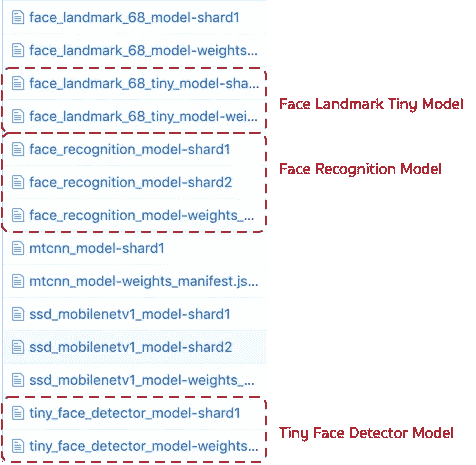 face_landmark_68_model-shard1
face_landmark_68_model-weights...
face_landmark_68_tiny_model-sha...
Face Landmark Tiny Model
face_landmark_68_tiny_model-wei...
face_recognition_model-shard1
Face Recognition Model
face_recognition_model-shard2
face_recognition_model-weights_...
mtcnn_model-shard1
mtcnn_model-weights_manifest.js...
ssd_mobilenetv1_model-shard1
ssd_mobilenetv1_model-shard2
ssd_mobilenetv1_model-weights_...
tiny_face_detector_model-shard1
Tiny Face Detector Model
tiny_face_detector_model-weights...